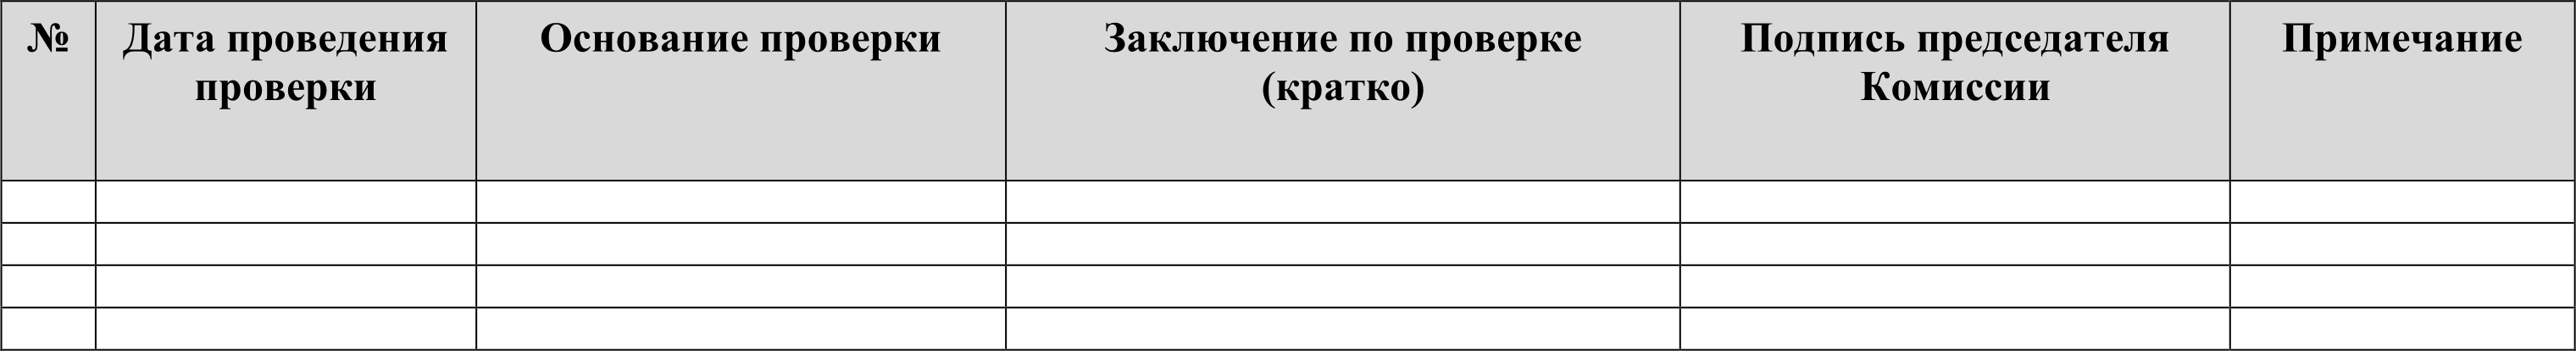 №
Дата проведения
проверки
Основание проверки
Заключение по проверке
(кратко)
Подпись председателя
Комиссии
Примечание